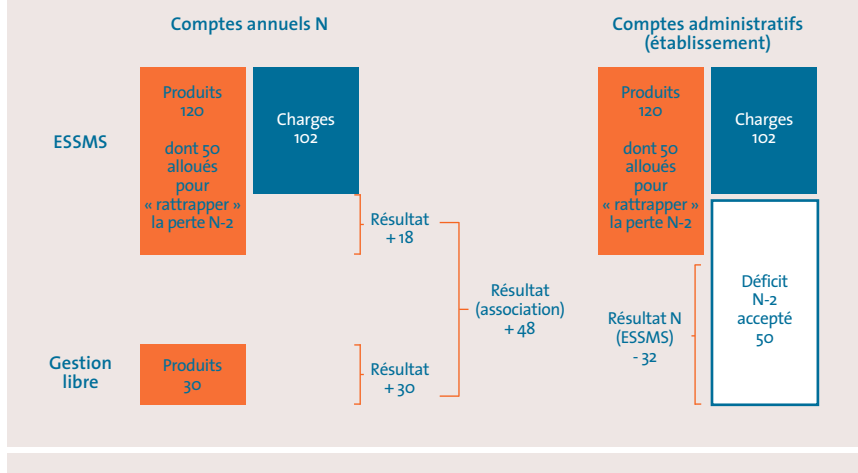 Comptes annuels N
Comptes administratifs
(établissement)
ESSMS
Produits
120
dont 50
alloués
pour
« rattrapper »
la perte N-2
Charges
102
Résultat
+ 18
Gestion
libre
Produits
30
Résultat
+ 30
Résultat
(association)
+ 48
Produits
120
dont 50
alloués
pour
« rattrapper »
la perte N-2
Charges
102
Résultat N
(ESSMS)
- 32
Déficit
N-2
accepté
50